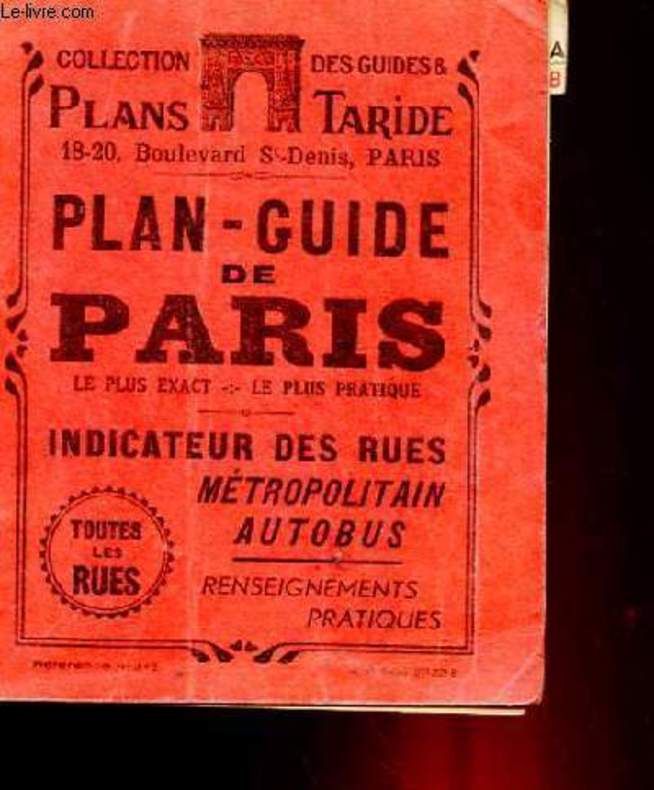 Le-livre.com
COLLECTION DES GUIDES &
PLANS TARIDE
18-20, Boulevard St-Denis, PARIS
PLAN-GUIDE
DE
PARIS
LE PLUS EXACT -:- LE PLUS PRATIQUE
INDICATEUR DES RUES
MÉTROPOLITAIN
AUTOBUS
TOUTES
LES
RUES
RENSEIGNEMENTS
PRATIQUES
A
B